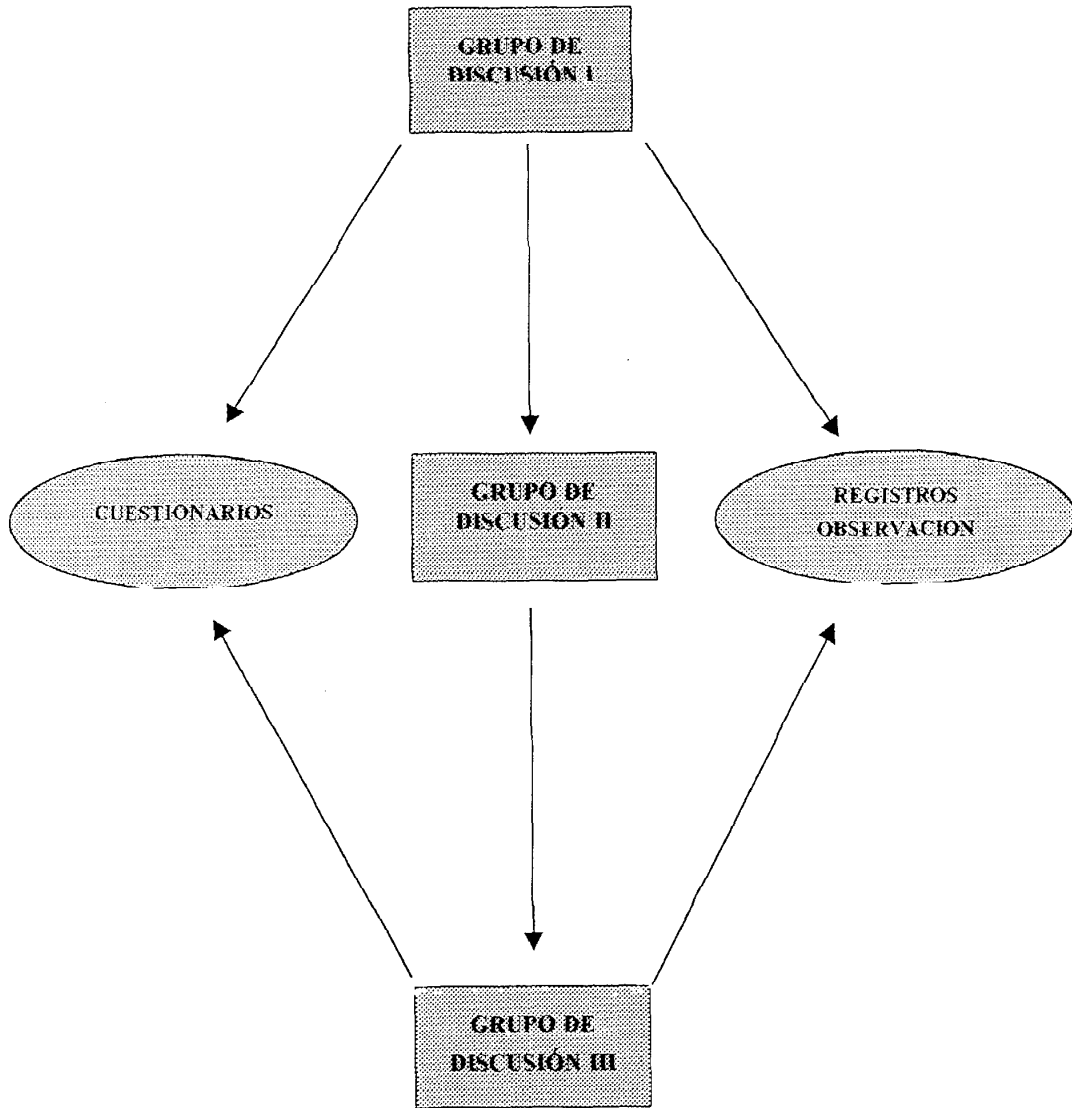 GRUPO DE
DISCUSIÓN I
CUESTIONARIOS
GRUPO DE
DISCUSIÓN II
REGISTROS
OBSERVACION
GRUPO DE
DISCUSIÓN III